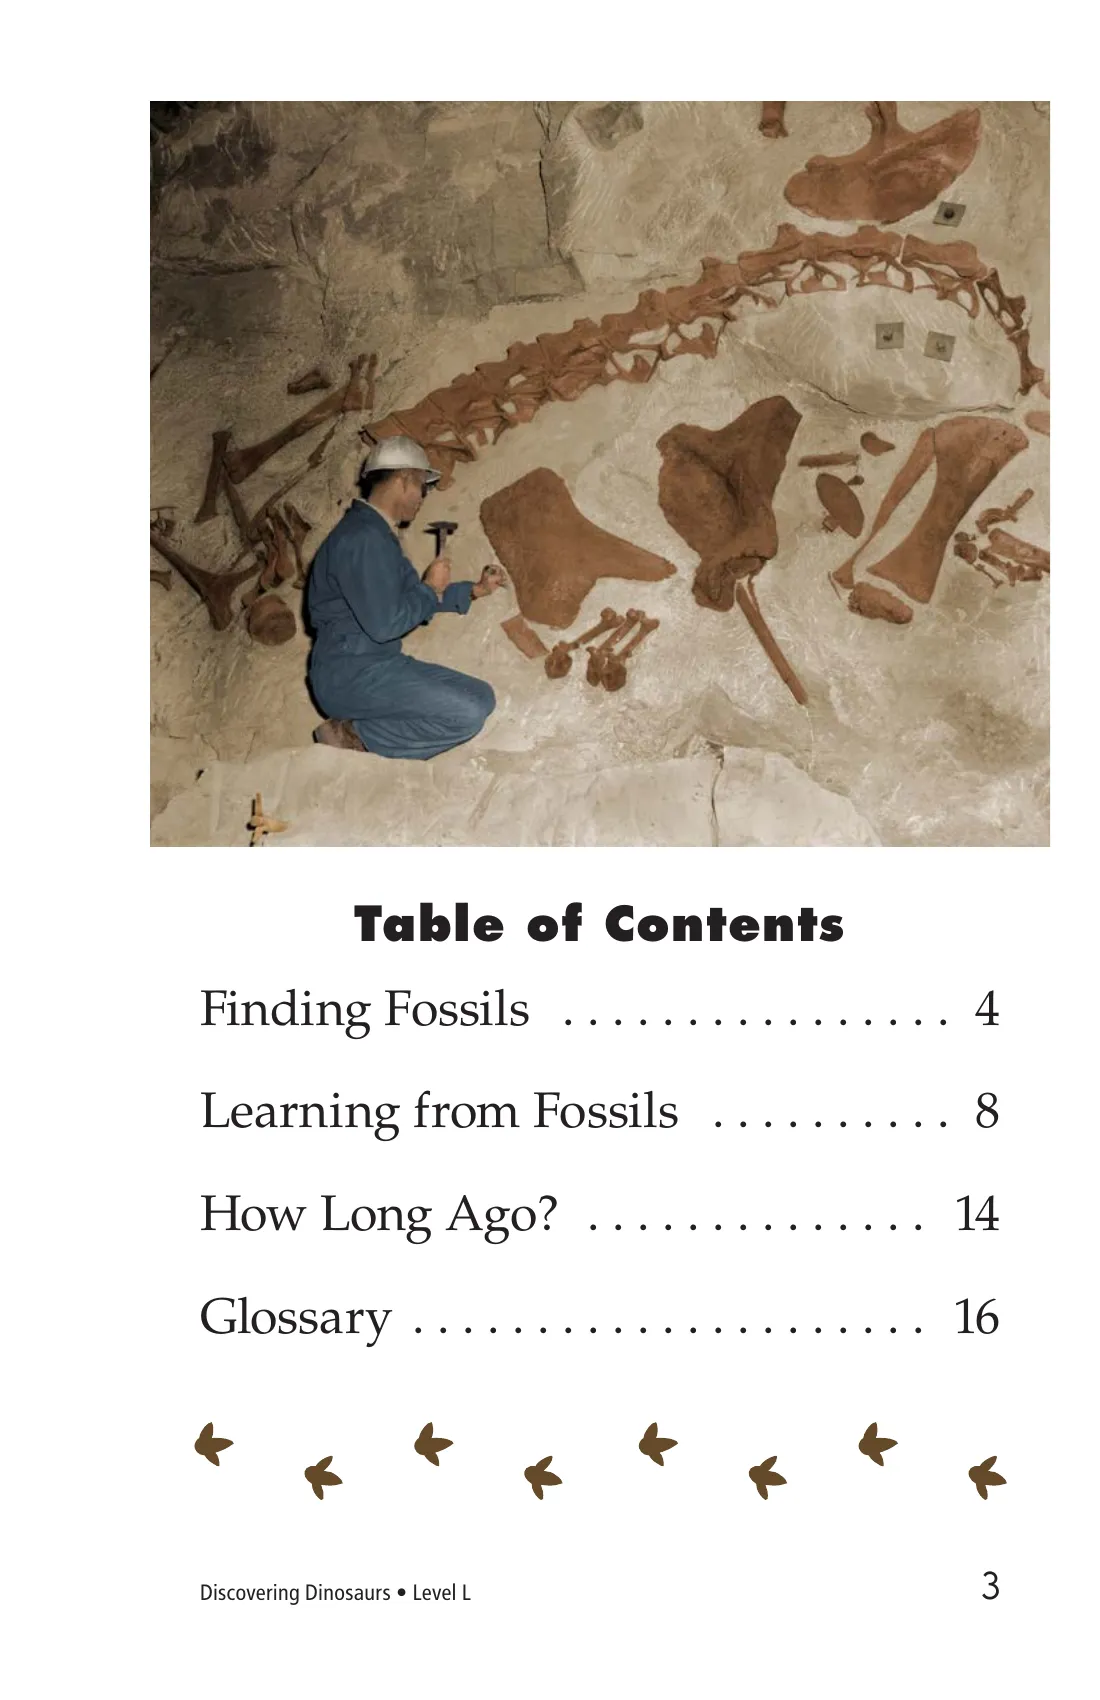 Table of Contents
Finding Fossils . . . . . . . . . . . . . . . . 4
Learning from Fossils . . . . . . . . . . 8
How Long Ago? . . . . . . . . . . . . . . 14
Glossary . . . . . . . . . . . . . . . . . . . . . 16
Discovering Dinosaurs • Level L 3